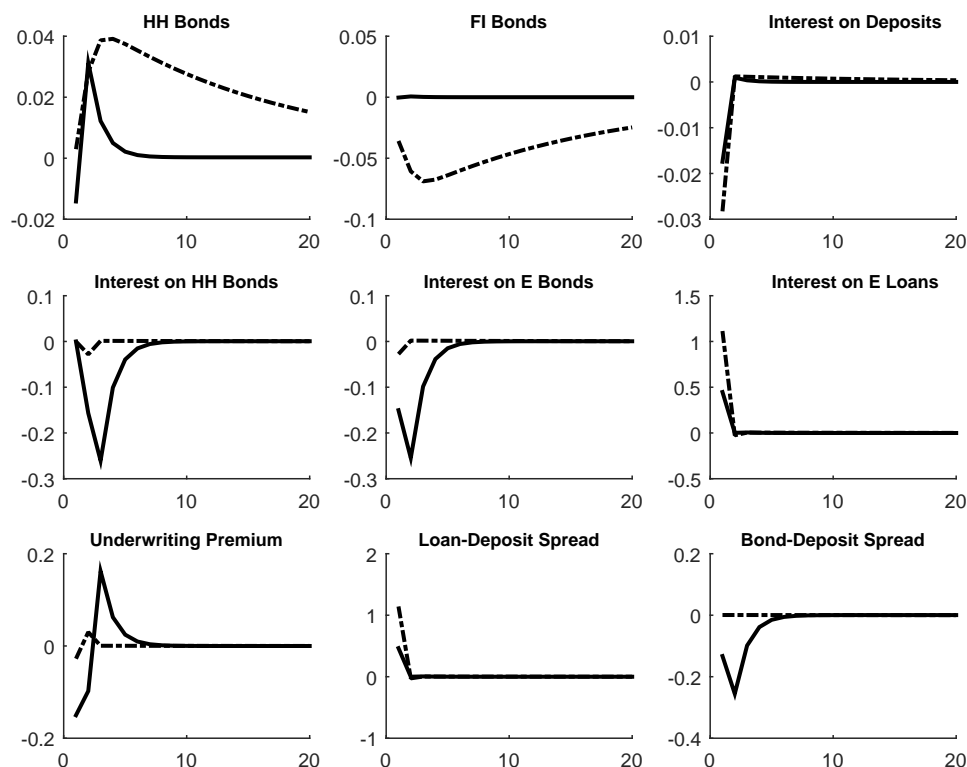 HH Bonds
0.04
0.02
0
-0.02
0 10 20
FI Bonds
0.05
0
-0.05
-0.1
0 10 20
Interest on Deposits
0.01
0
-0.01
-0.02
-0.03
0 10 20
Interest on HH Bonds
0.1
0
-0.1
-0.2
-0.3
0 10 20
Interest on E Bonds
0.1
0
-0.1
-0.2
-0.3
0 10 20
Interest on E Loans
1.5
1
0.5
0
-0.5
0 10 20
Underwriting Premium
0.2
0
-0.2
0 10 20
Loan-Deposit Spread
2
1
0
-1
0 10 20
Bond-Deposit Spread
0.2
0
-0.2
-0.4
0 10 20